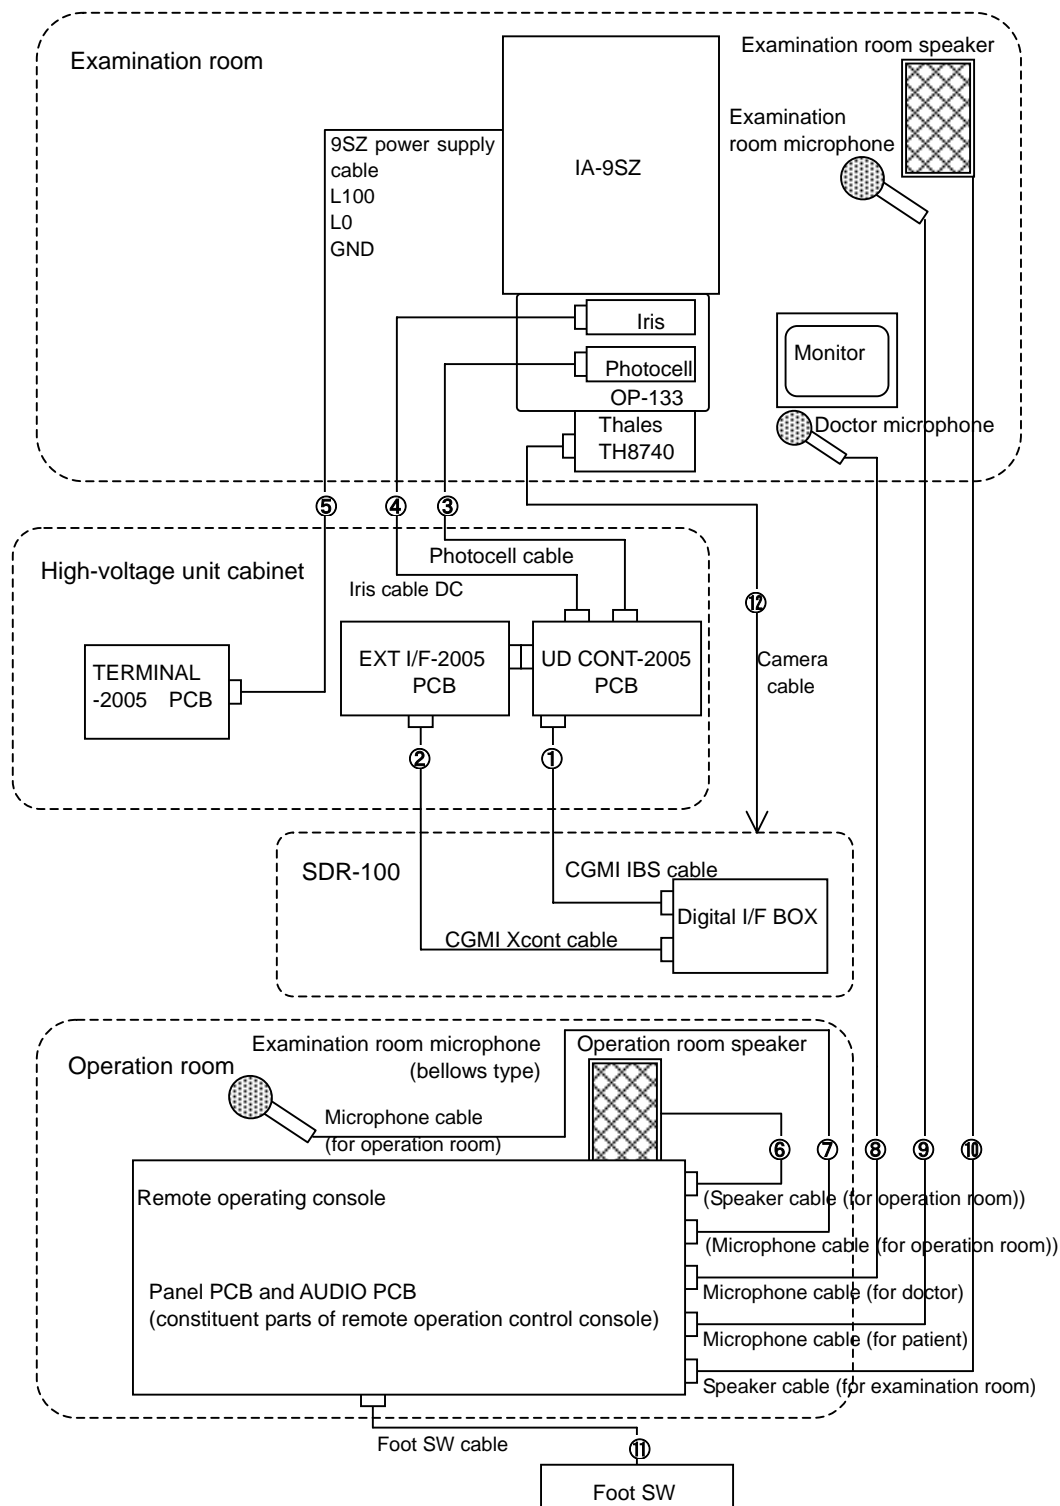 Examination room
Examination room speaker
Examination
room microphone
9SZ power supply
cable
L100
L0
GND
IA-9SZ
Iris
Photocell
OP-133
Thales
TH8740
Monitor
Doctor microphone
⑤
④
③
High-voltage unit cabinet
Photocell cable
Iris cable DC
⑫
TERMINAL
-2005 PCB
EXT I/F-2005
PCB
UD CONT-2005
PCB
Camera
cable
②
①
SDR-100
CGMI IBS cable
Digital I/F BOX
CGMI Xcont cable
Operation room
Examination room microphone
(bellows type)
Operation room speaker
Microphone cable
(for operation room)
⑥
⑦
⑧
⑨
⑩
Remote operating console
(Speaker cable (for operation room))
(Microphone cable (for operation room))
Panel PCB and AUDIO PCB
(constituent parts of remote operation control console)
Microphone cable (for doctor)
Microphone cable (for patient)
Speaker cable (for examination room)
Foot SW cable
⑪
Foot SW